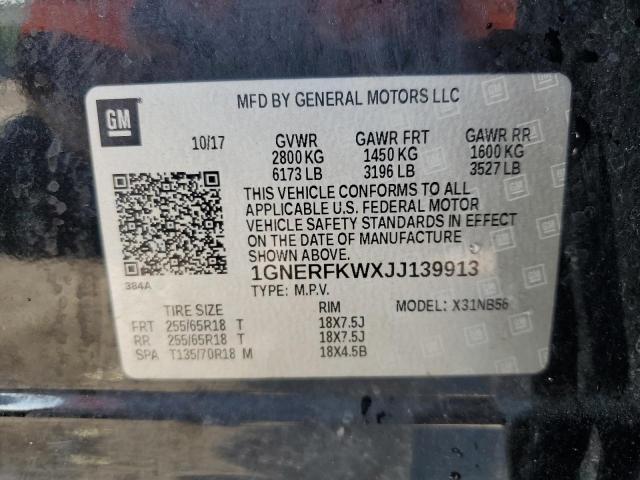 GM
MFD BY GENERAL MOTORS LLC
10/17 GVWR GAWR FRT GAWR RR
2800 KG 1450 KG 1600 KG
6173 LB 3196 LB 3527 LB
THIS VEHICLE CONFORMS TO ALL
APPLICABLE U.S. FEDERAL MOTOR
VEHICLE SAFETY STANDARDS IN EFFECT
ON THE DATE OF MANUFACTURE
SHOWN ABOVE.
384A
1GNERFKWXJJ139913
TYPE: M.P.V. MODEL: X31NB56
TIRE SIZE RIM
FRT 255/65R18 T 18X7.5J
RR 255/65R18 T 18X7.5J
SPA T135/70R18 M 18X4.5B